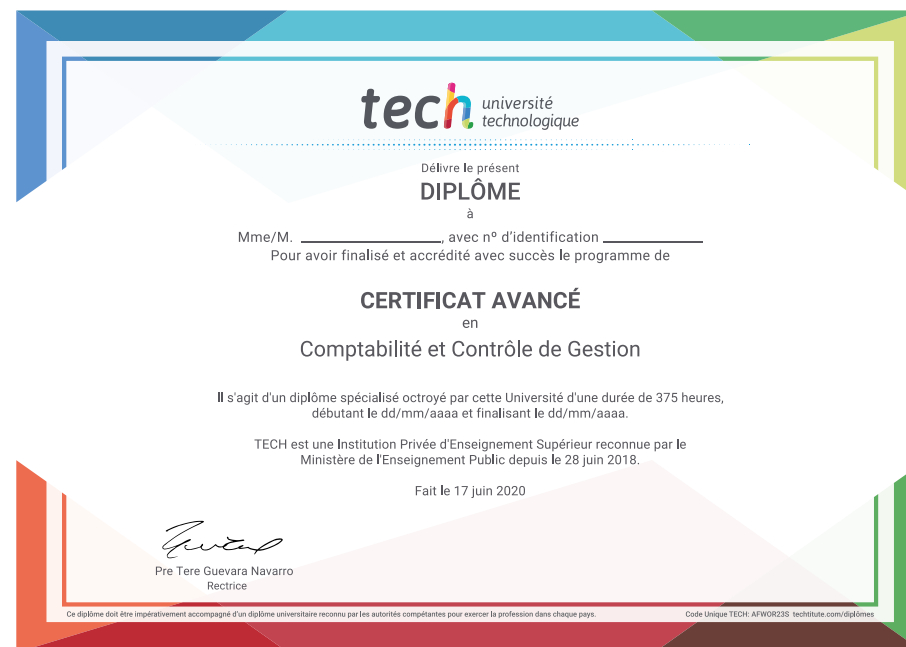 tech université
technologique
Délivre le présent
DIPLÔME
à
Mme/M. ____________________, avec nº d'identification ______________
Pour avoir finalisé et accrédité avec succès le programme de
CERTIFICAT AVANCÉ
en
Comptabilité et Contrôle de Gestion
Il s'agit d'un diplôme spécialisé octroyé par cette Université d'une durée de 375 heures,
débutant le dd/mm/aaaa et finalisant le dd/mm/aaaa.
TECH est une Institution Privée d'Enseignement Supérieur reconnue par le
Ministère de l'Enseignement Public depuis le 28 juin 2018.
Fait le 17 juin 2020
Pre Tere Guevara Navarro
Rectrice
Ce diplôme doit être impérativement accompagné d'un diplôme universitaire reconnu par les autorités compétantes pour exercer la profession dans chaque pays.
Code Unique TECH: AFWOR23S techtitute.com/diplômes